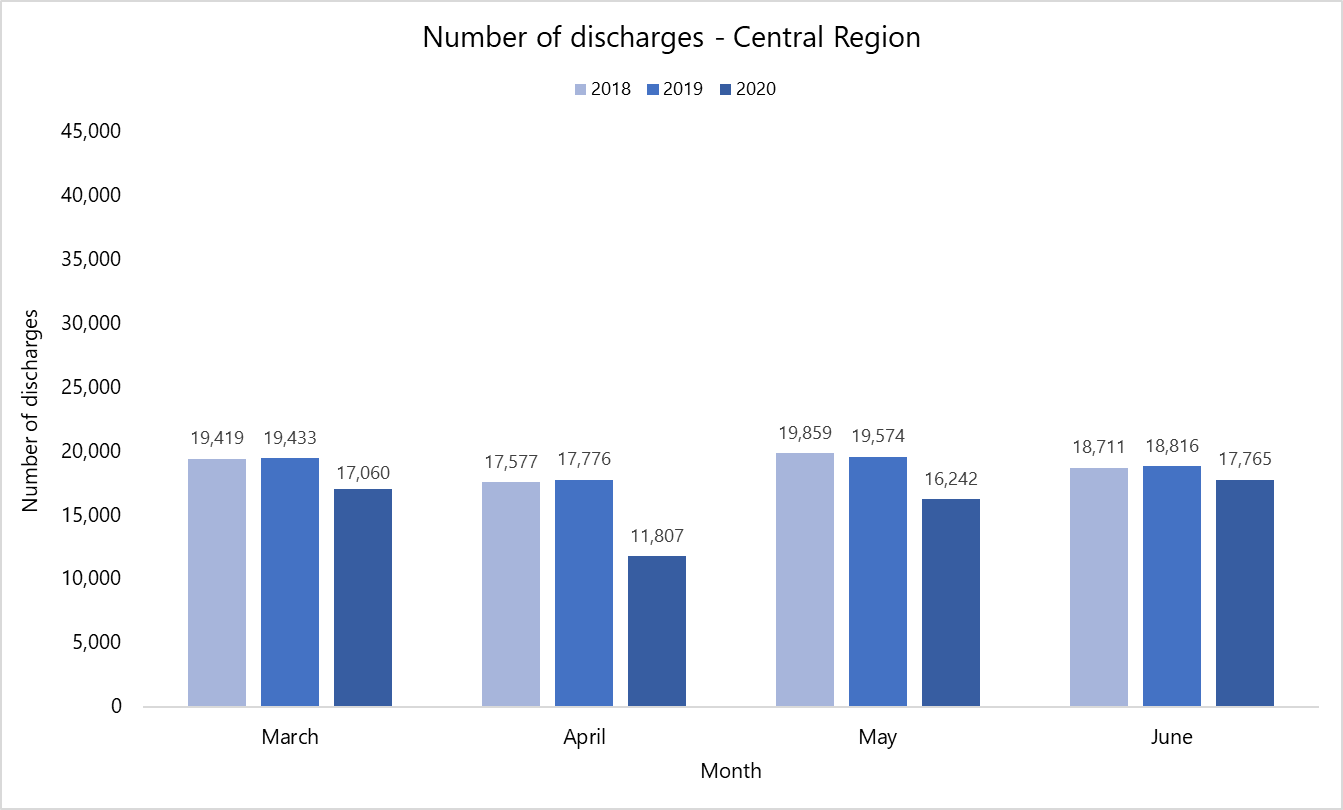 Number of discharges - Central Region
2018 2019 2020
45,000
40,000
35,000
30,000
25,000
20,000
15,000
10,000
5,000
0
Number of discharges
19,419 19,433 17,060
17,577 17,776 11,807
19,859 19,574 16,242
18,711 18,816 17,765
March April May June
Month